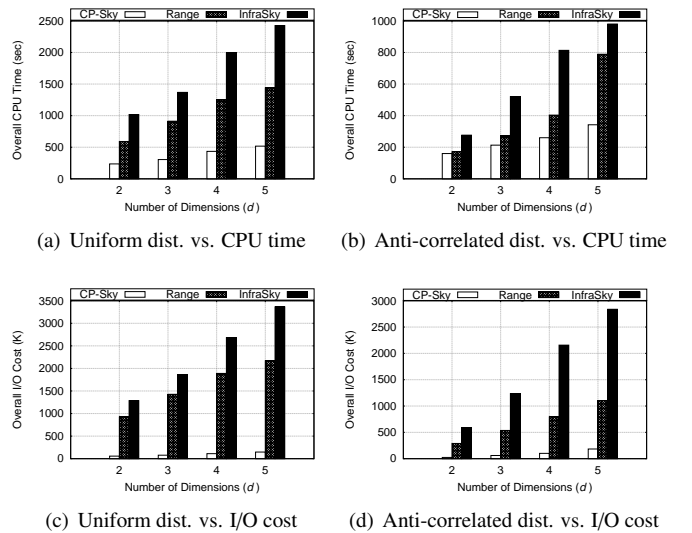 CP-Sky Range InfraSky
2500
2000
1500
1000
500
0
Overall CPU Time (sec)
2 3 4 5
Number of Dimensions (d )
(a) Uniform dist. vs. CPU time
CP-Sky Range InfraSky
1000
800
600
400
200
0
Overall CPU Time (sec)
2 3 4 5
Number of Dimensions (d )
(b) Anti-correlated dist. vs. CPU time
CP-Sky Range InfraSky
3500
3000
2500
2000
1500
1000
500
0
Overall I/O Cost (K)
2 3 4 5
Number of Dimensions (d )
(c) Uniform dist. vs. I/O cost
CP-Sky Range InfraSky
3000
2500
2000
1500
1000
500
0
Overall I/O Cost (K)
2 3 4 5
Number of Dimensions (d )
(d) Anti-correlated dist. vs. I/O cost